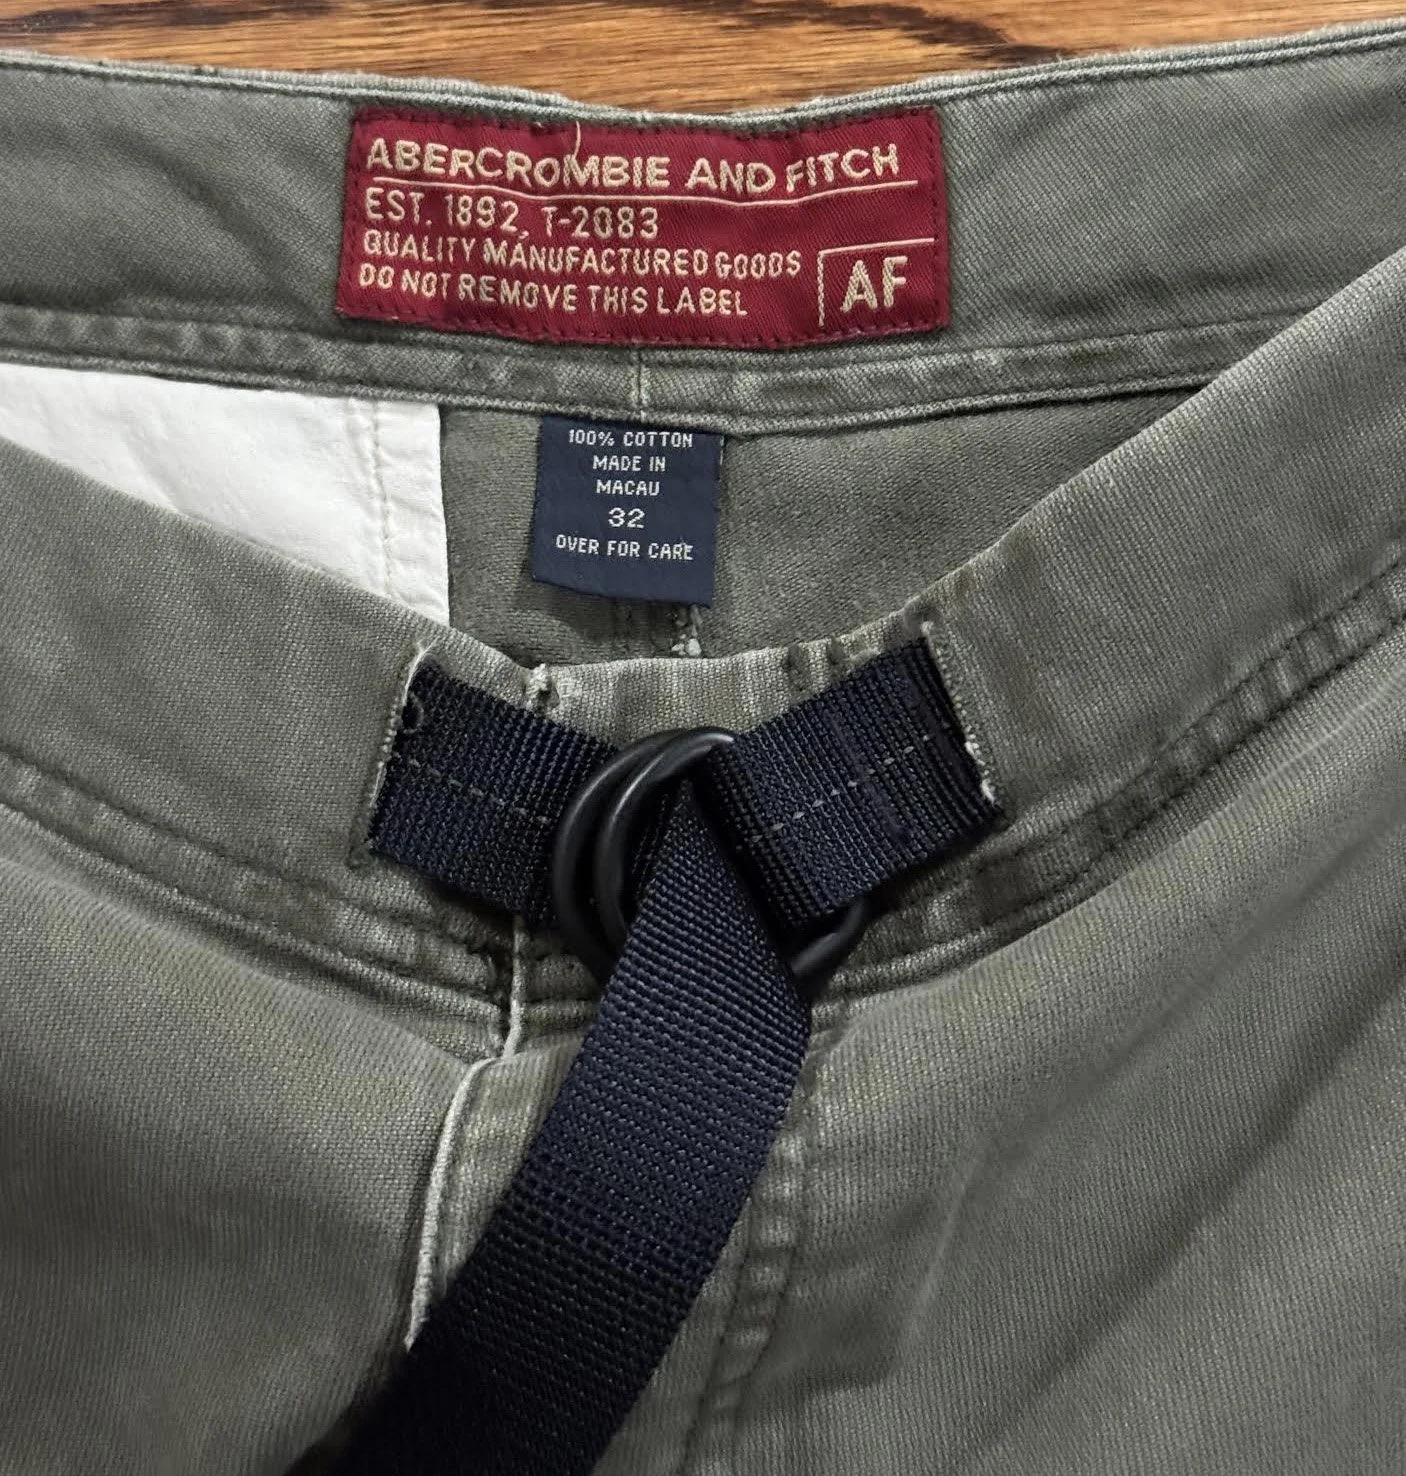 ABERCROMBIE AND FITCH
EST. 1892, T-2083
QUALITY MANUFACTURED GOODS
DO NOT REMOVE THIS LABEL
AF
100% COTTON
MADE IN
MACAU
32
OVER FOR CARE